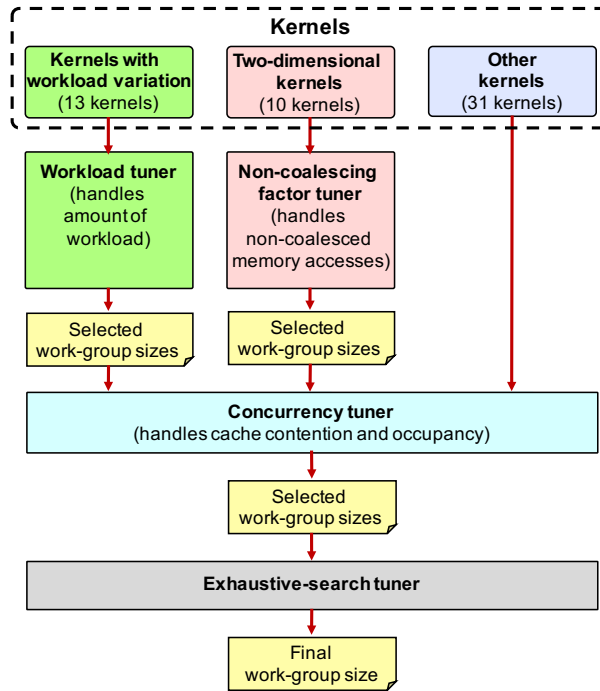 Kernels
Kernels with
workload variation
(13 kernels)
Two-dimensional
kernels
(10 kernels)
Other
kernels
(31 kernels)
Workload tuner
(handles
amount of
workload)
Non-coalescing
factor tuner
(handles
non-coalesced
memory accesses)
Selected
work-group sizes
Selected
work-group sizes
Concurrency tuner
(handles cache contention and occupancy)
Selected
work-group sizes
Exhaustive-search tuner
Final
work-group size